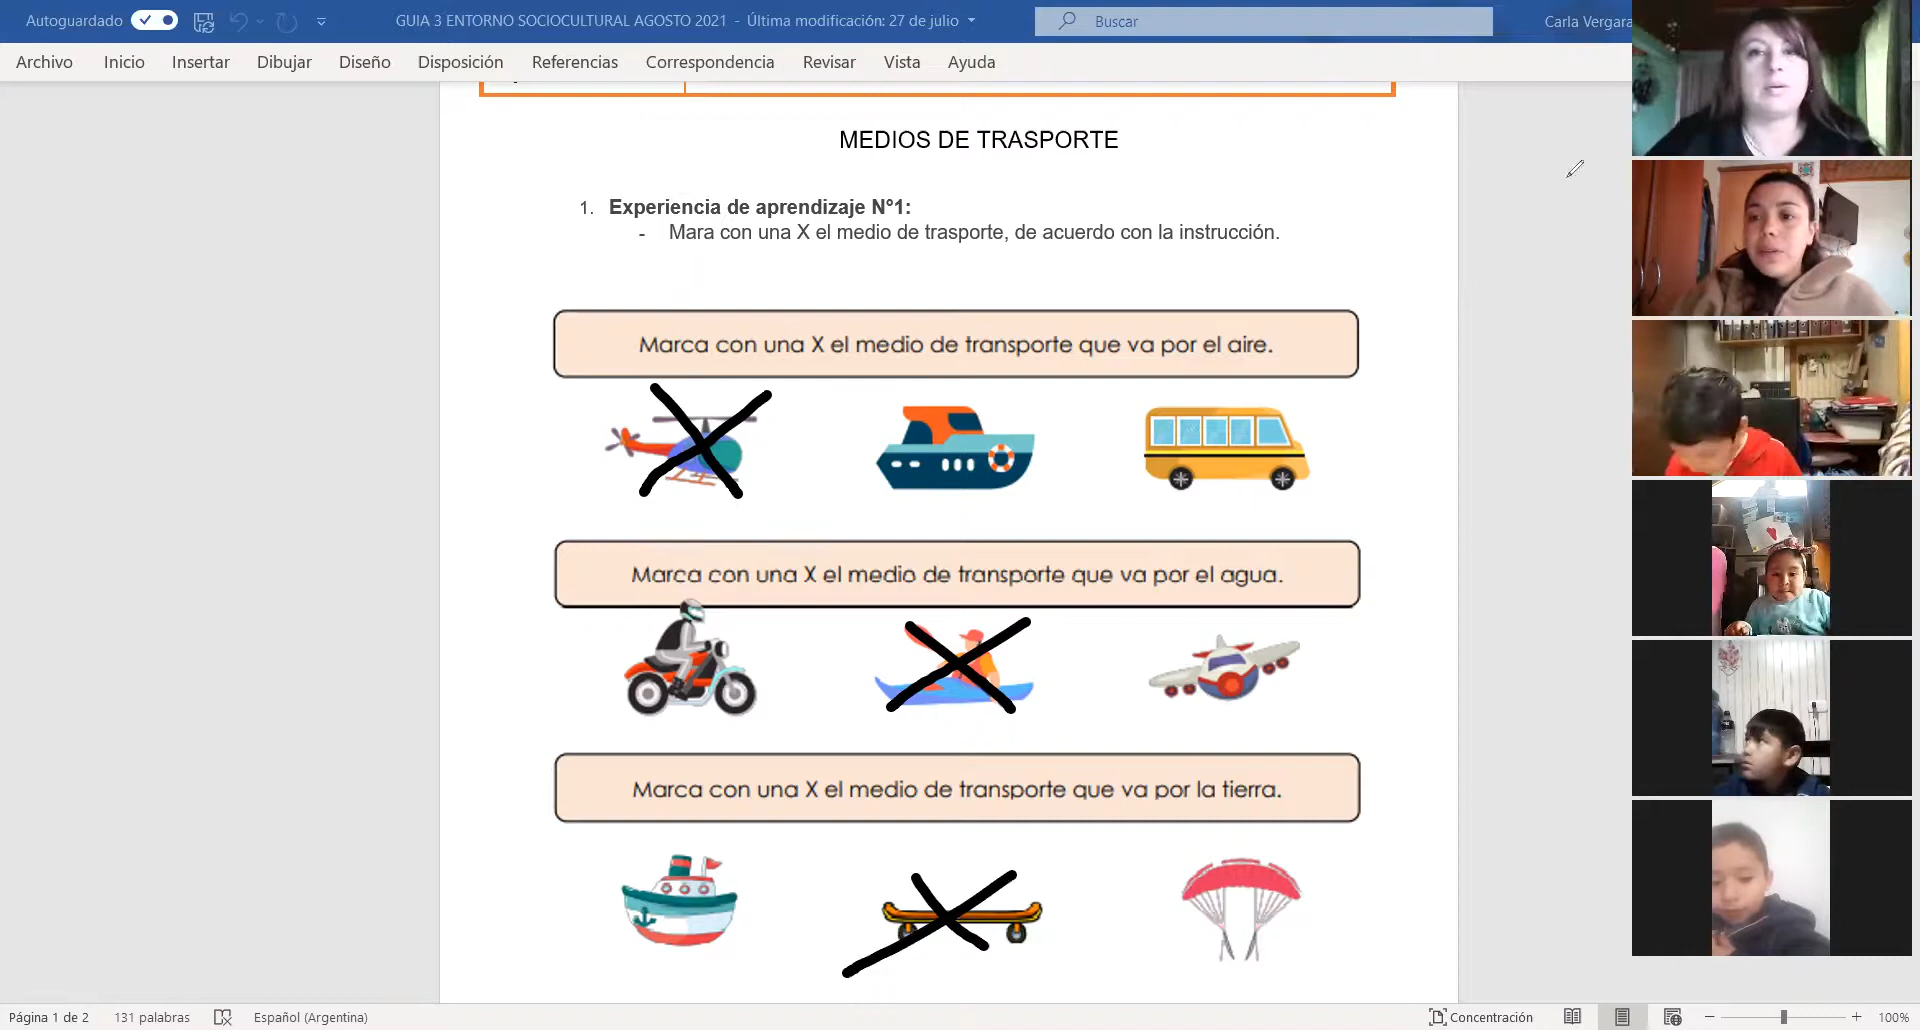 Autoguardado
GUIA 3 ENTORNO SOCIOCULTURAL AGOSTO 2021 - Última modificación: 27 de julio
Buscar
Carla Vergara
Archivo Inicio Insertar Dibujar Diseño Disposición Referencias Correspondencia Revisar Vista Ayuda
MEDIOS DE TRASPORTE
1. Experiencia de aprendizaje N°1:
- Mara con una X el medio de trasporte, de acuerdo con la instrucción.
Marca con una X el medio de transporte que va por el aire.
Marca con una X el medio de transporte que va por el agua.
Marca con una X el medio de transporte que va por la tierra.
Página 1 de 2 131 palabras Español (Argentina) Concentración 100%